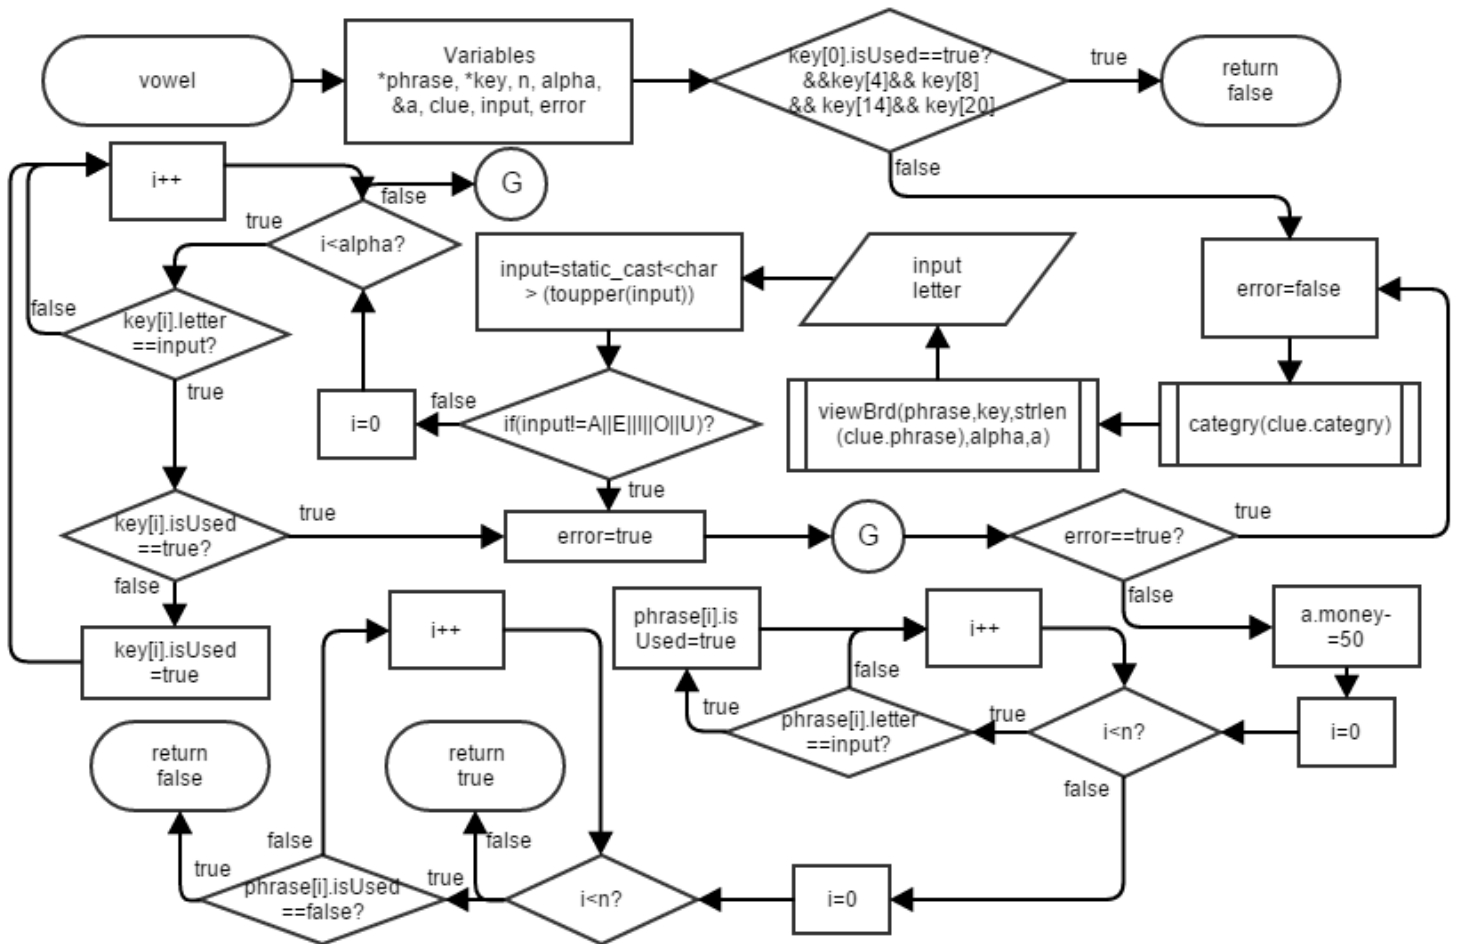 vowel
Variables
*phrase, *key, n, alpha,
&a, clue, input, error
key[0].isUsed==true?
&&key[4]&& key[8]
&& key[14]&& key[20]
true
return
false
false
i++
false
G
true
i<alpha?
input=static_cast<char
> (toupper(input))
input
letter
error=false
false
key[i].letter
==input?
true
i=0
false
if(input!=A||E||I||O||U)?
viewBrd(phrase,key,strlen
(clue.phrase),alpha,a)
categry(clue.categry)
true
key[i].isUsed
==true?
true
error=true
G
error==true?
true
false
false
key[i].isUsed
=true
i++
phrase[i].is
Used=true
i++
a.money-
=50
false
true
phrase[i].letter
==input?
true
i<n?
i=0
return
false
return
true
false
false
false
true
phrase[i].isUsed
==false?
true
i<n?
i=0